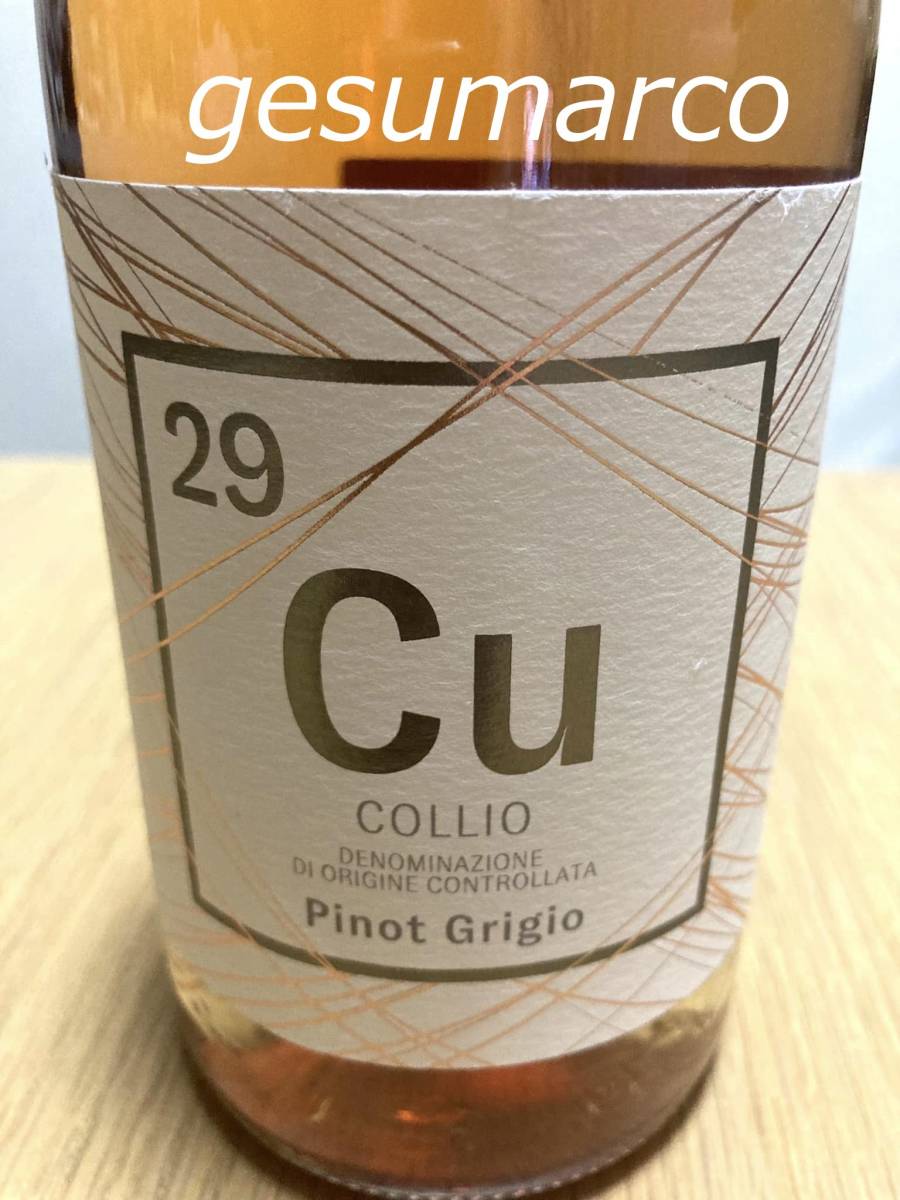 gesumarco
29
Cu
COLLIO
DENOMINAZIONE
DI ORIGINE CONTROLLATA
Pinot Grigio